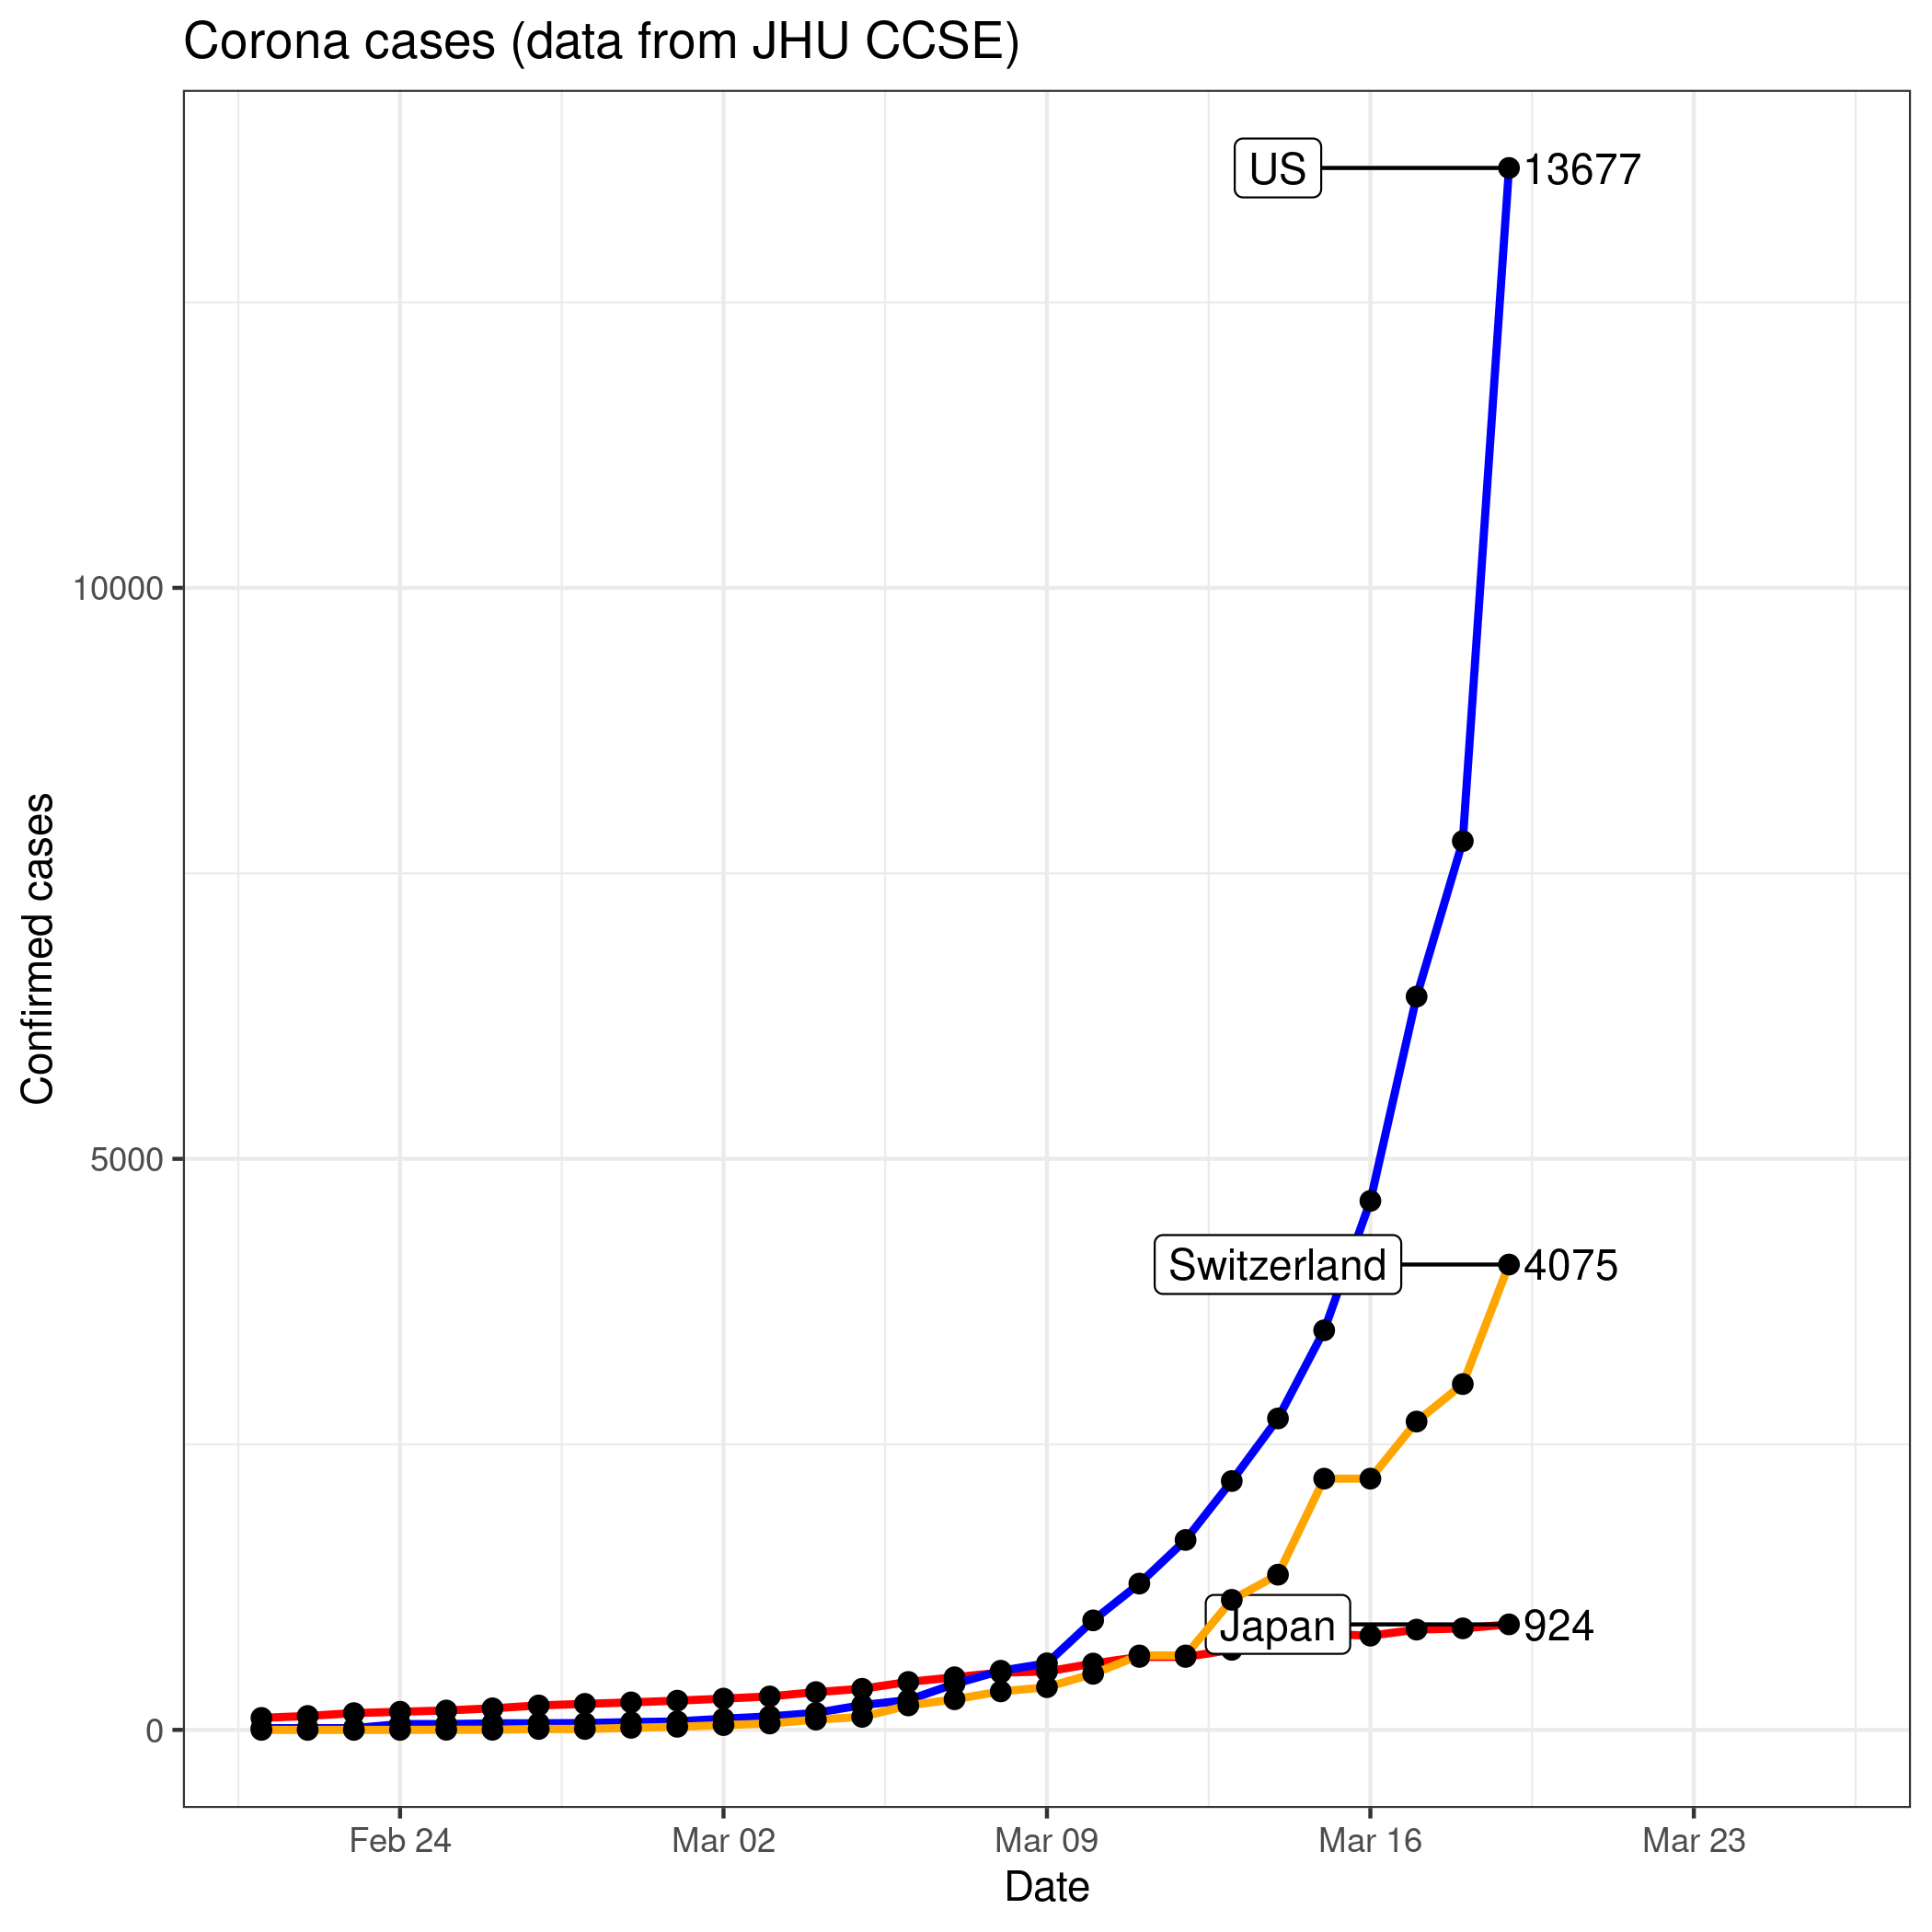 Corona cases (data from JHU CCSE)
US 13677
10000
Confirmed cases
5000
Switzerland 4075
Japan 924
0
Feb 24 Mar 02 Mar 09 Mar 16 Mar 23
Date